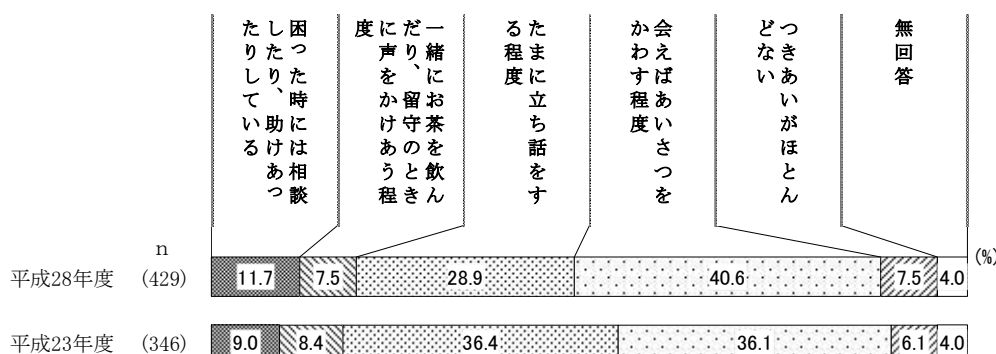 困った時には相談
したり、助けあっ
たりしている
一緒にお茶を飲ん
だり、留守のとき
に声をかけあう程
度
たまに立ち話をす
る程度
会えばあいさつを
かわす程度
つきあいがほとん
どない
無回答
(%)
n
平成28年度 (429) 11.7 7.5 28.9 40.6 7.5 4.0
平成23年度 (346) 9.0 8.4 36.4 36.1 6.1 4.0